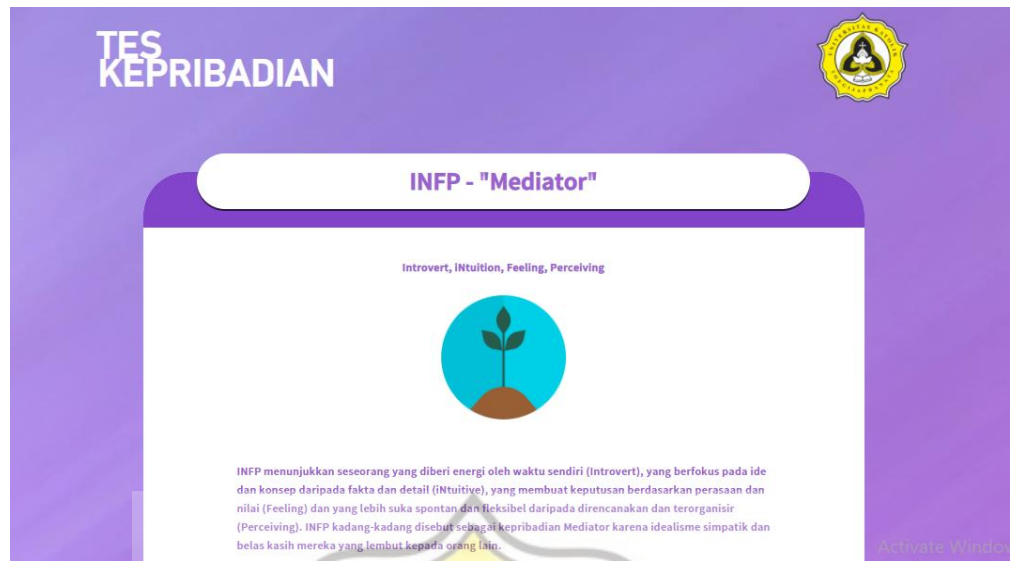 TES
KEPRIBADIAN
UNIVERSITAS KATOLIK
SOEGIJAPRANATA
INFP - "Mediator"
Introvert, iNtuition, Feeling, Perceiving
INFP menunjukkan seseorang yang diberi energi oleh waktu sendiri (Introvert), yang berfokus pada ide
dan konsep daripada fakta dan detail (iNtuitive), yang membuat keputusan berdasarkan perasaan dan
nilai (Feeling) dan yang lebih suka spontan dan fleksibel daripada direncanakan dan terorganisir
(Perceiving). INFP kadang-kadang disebut sebagai kepribadian Mediator karena idealisme simpatik dan
belas kasih mereka yang lembut kepada orang lain.
Activate Window